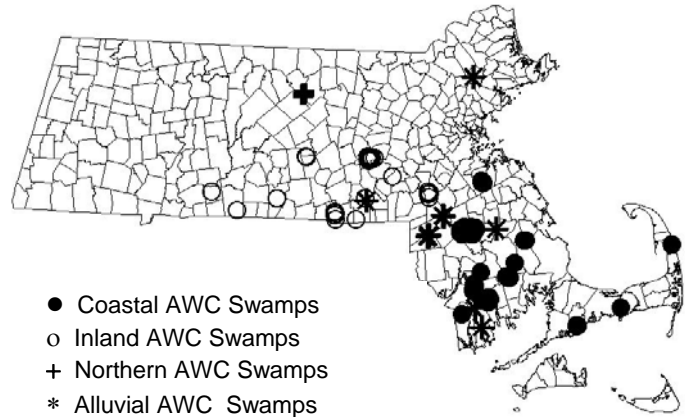 ● Coastal AWC Swamps
o Inland AWC Swamps
+ Northern AWC Swamps
* Alluvial AWC Swamps